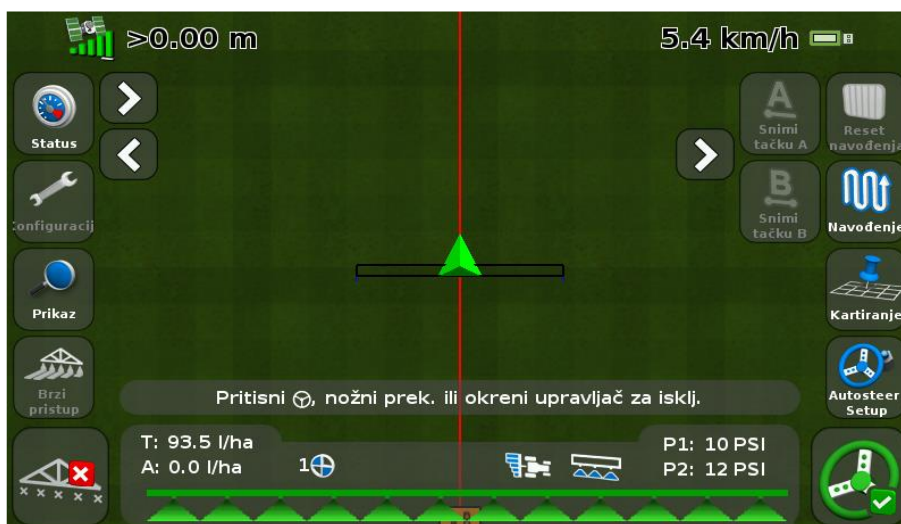 >0.00 m
5.4 km/h
Status
Konfiguracij
Prikaz
Brzi
pristup
A
Snimi
tačku A
B
Snimi
tačku B
Reset
navođenja
Navođenje
Kartiranje
Autosteer
Setup
Pritisni, nožni prek. ili okreni upravljač za isklj.
T: 93.5 l/ha
A: 0.0 l/ha
1
P1: 10 PSI
P2: 12 PSI